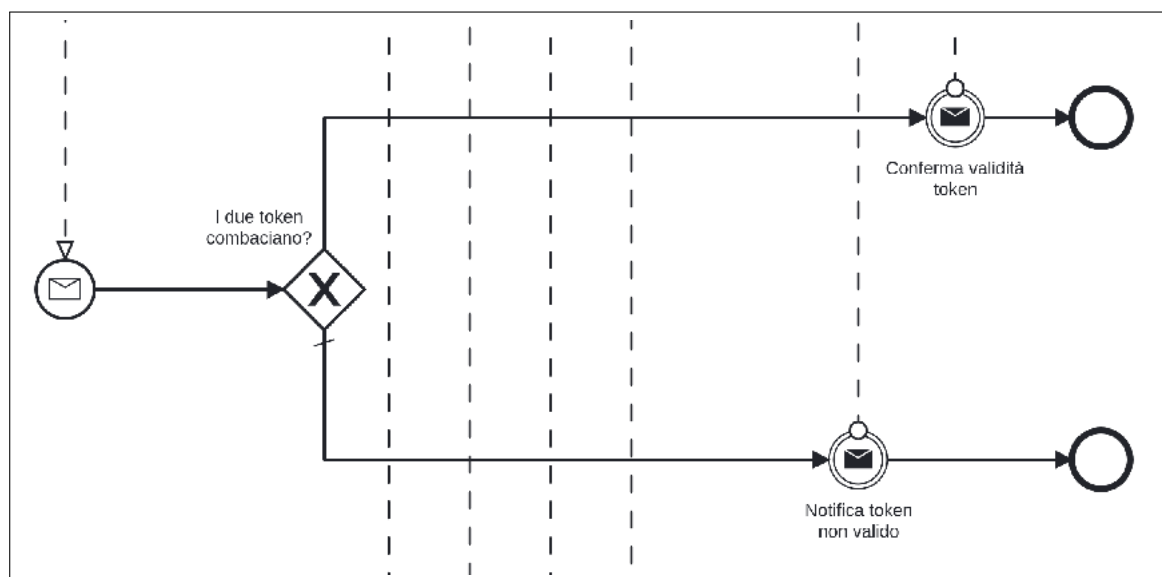 I due token
combaciano?
Conferma validità
token
Notifica token
non valido